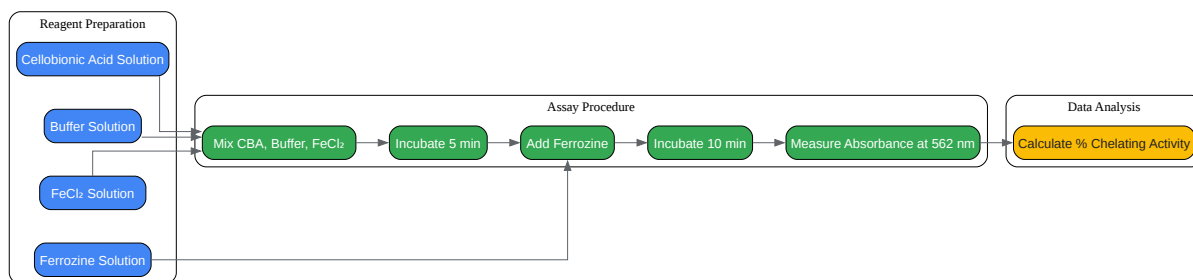 Reagent Preparation
Cellobionic Acid Solution
Buffer Solution
FeCl₂ Solution
Ferrozine Solution
Assay Procedure
Mix CBA, Buffer, FeCl₂
Incubate 5 min
Add Ferrozine
Incubate 10 min
Measure Absorbance at 562 nm
Data Analysis
Calculate % Chelating Activity